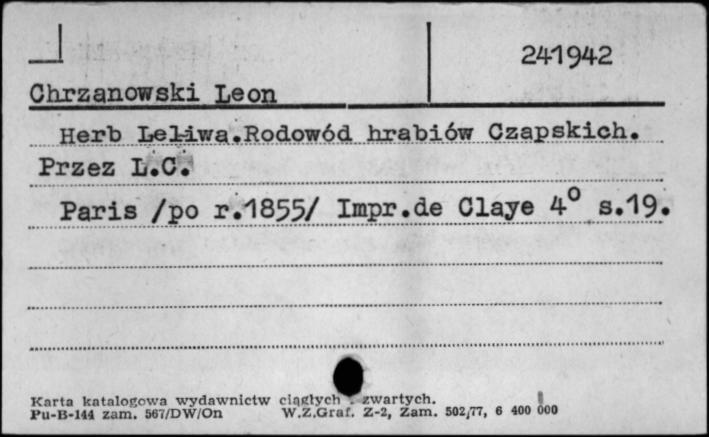 241942
Chrzanowski Leon
Herb Leliwa.Rodowód hrabiów Czapskich.
Przez L.C.
Paris /po r.1855/ Impr.de Claye 4° s.19.
Karta katalogowa wydawnictw ciągłych i zwartych.
Pu-B-144 zam. 567/DW/On W.Z.Graf. Z-2, Zam. 502/77, 6 400 000